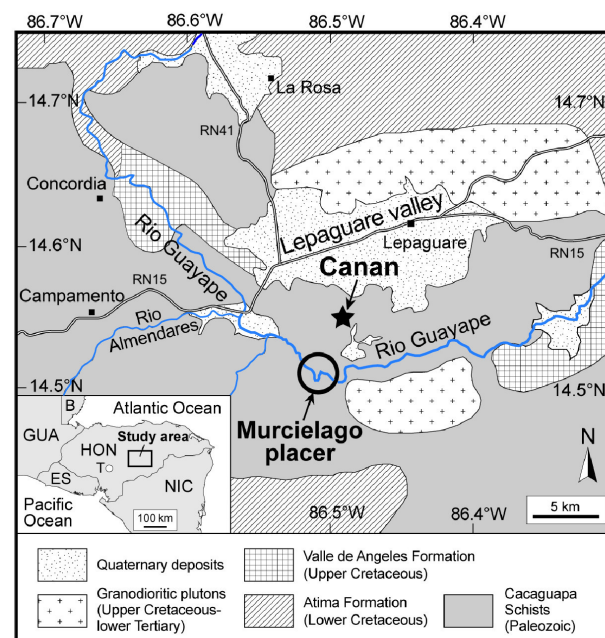 86.7°W
86.6°W
86.5°W
86.4°W
La Rosa
14.7°N
14.7°N
RN41
Concordia
Rio Guayape
Lepaguare valley
Lepaguare
14.6°N
RN15
Canan
Campamento
RN15
Rio
Almendares
Rio Guayape
14.5°N
14.5°N
Murcielago
placer
N
B
Atlantic Ocean
GUA
HON
Study area
T
ES
NIC
Pacific
Ocean
100 km
86.5°W
86.4°W
5 km
Quaternary deposits
Granodioritic plutons
(Upper Cretaceous-
lower Tertiary)
Valle de Angeles Formation
(Upper Cretaceous)
Atima Formation
(Lower Cretaceous)
Cacaguapa
Schists
(Paleozoic)